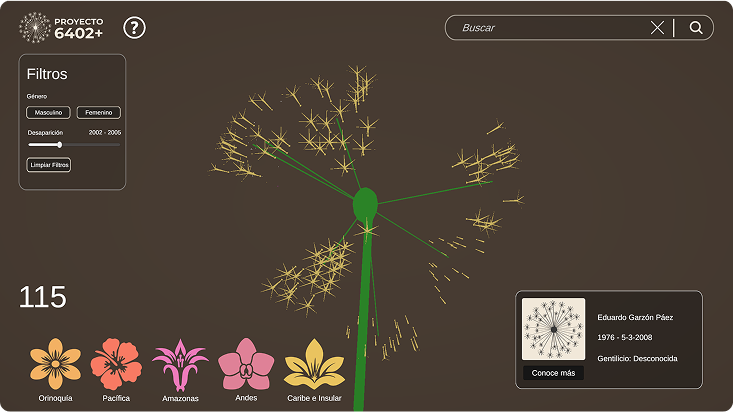 PROYECTO
6402+
?
Buscar
Filtros
Género
Masculino Femenino
Desaparición 2002 - 2005
Limpiar Filtros
115
Orinoquía Pacífica Amazonas Andes Caribe e Insular
Eduardo Garzón Páez
1976 - 5-3-2008
Gentilicio: Desconocida
Conoce más